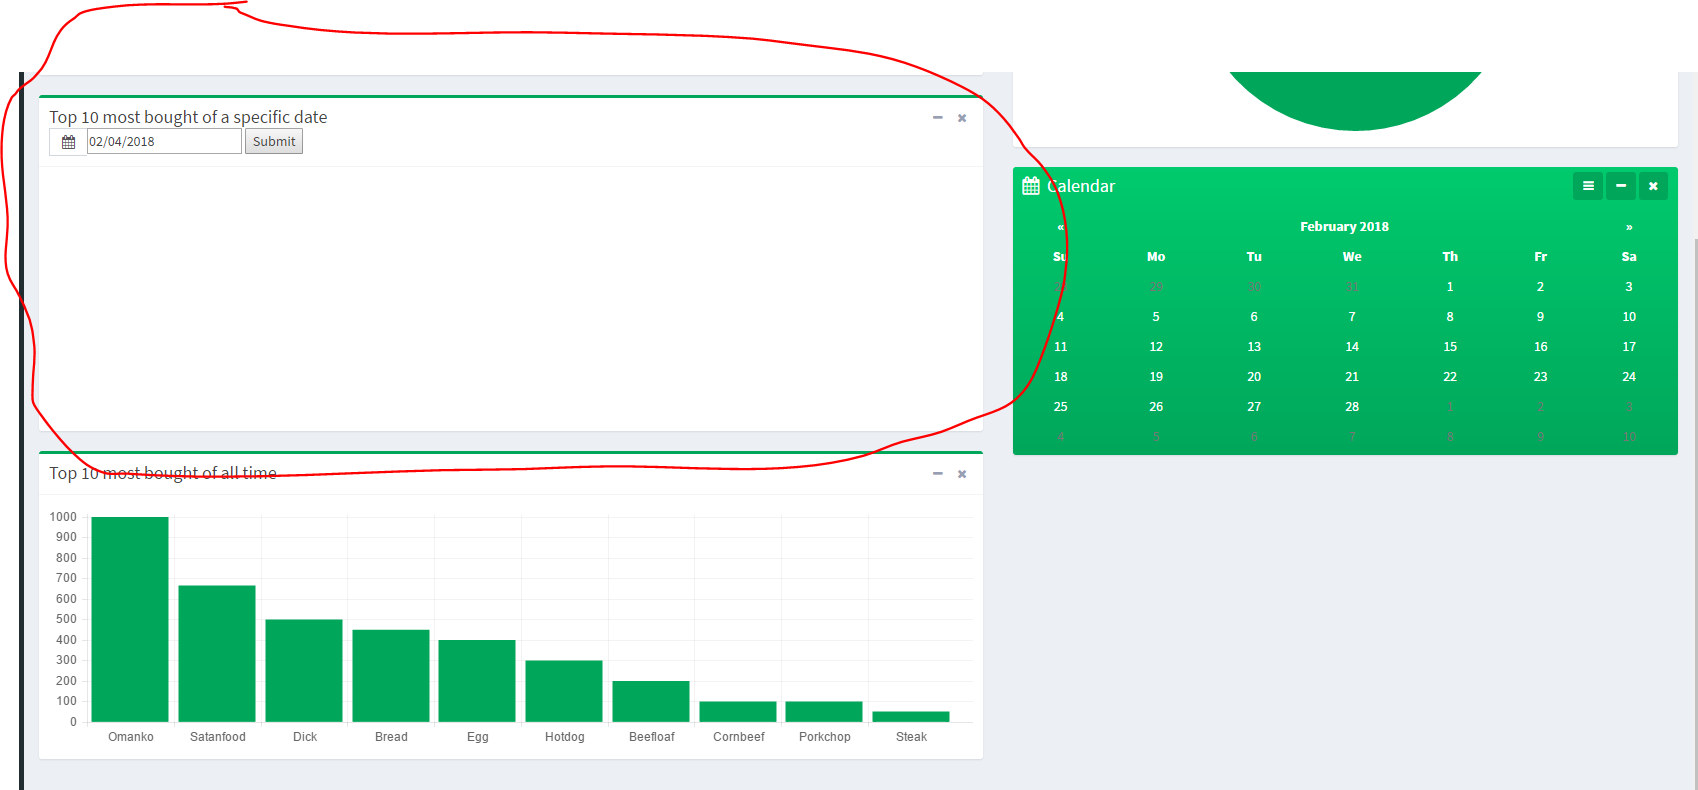 Top 10 most bought of a specific date
02/04/2018 Submit
Top 10 most bought of all time
1000
900
800
700
600
500
400
300
200
100
0
Omanko Satanfood Dick Bread Egg Hotdog Beefloaf Cornbeef Porkchop Steak
Calendar
« February 2018 »
Su Mo Tu We Th Fr Sa
29 30 31 1 2 3
4 5 6 7 8 9 10
11 12 13 14 15 16 17
18 19 20 21 22 23 24
25 26 27 28 1 2 3
4 5 6 7 8 9 10